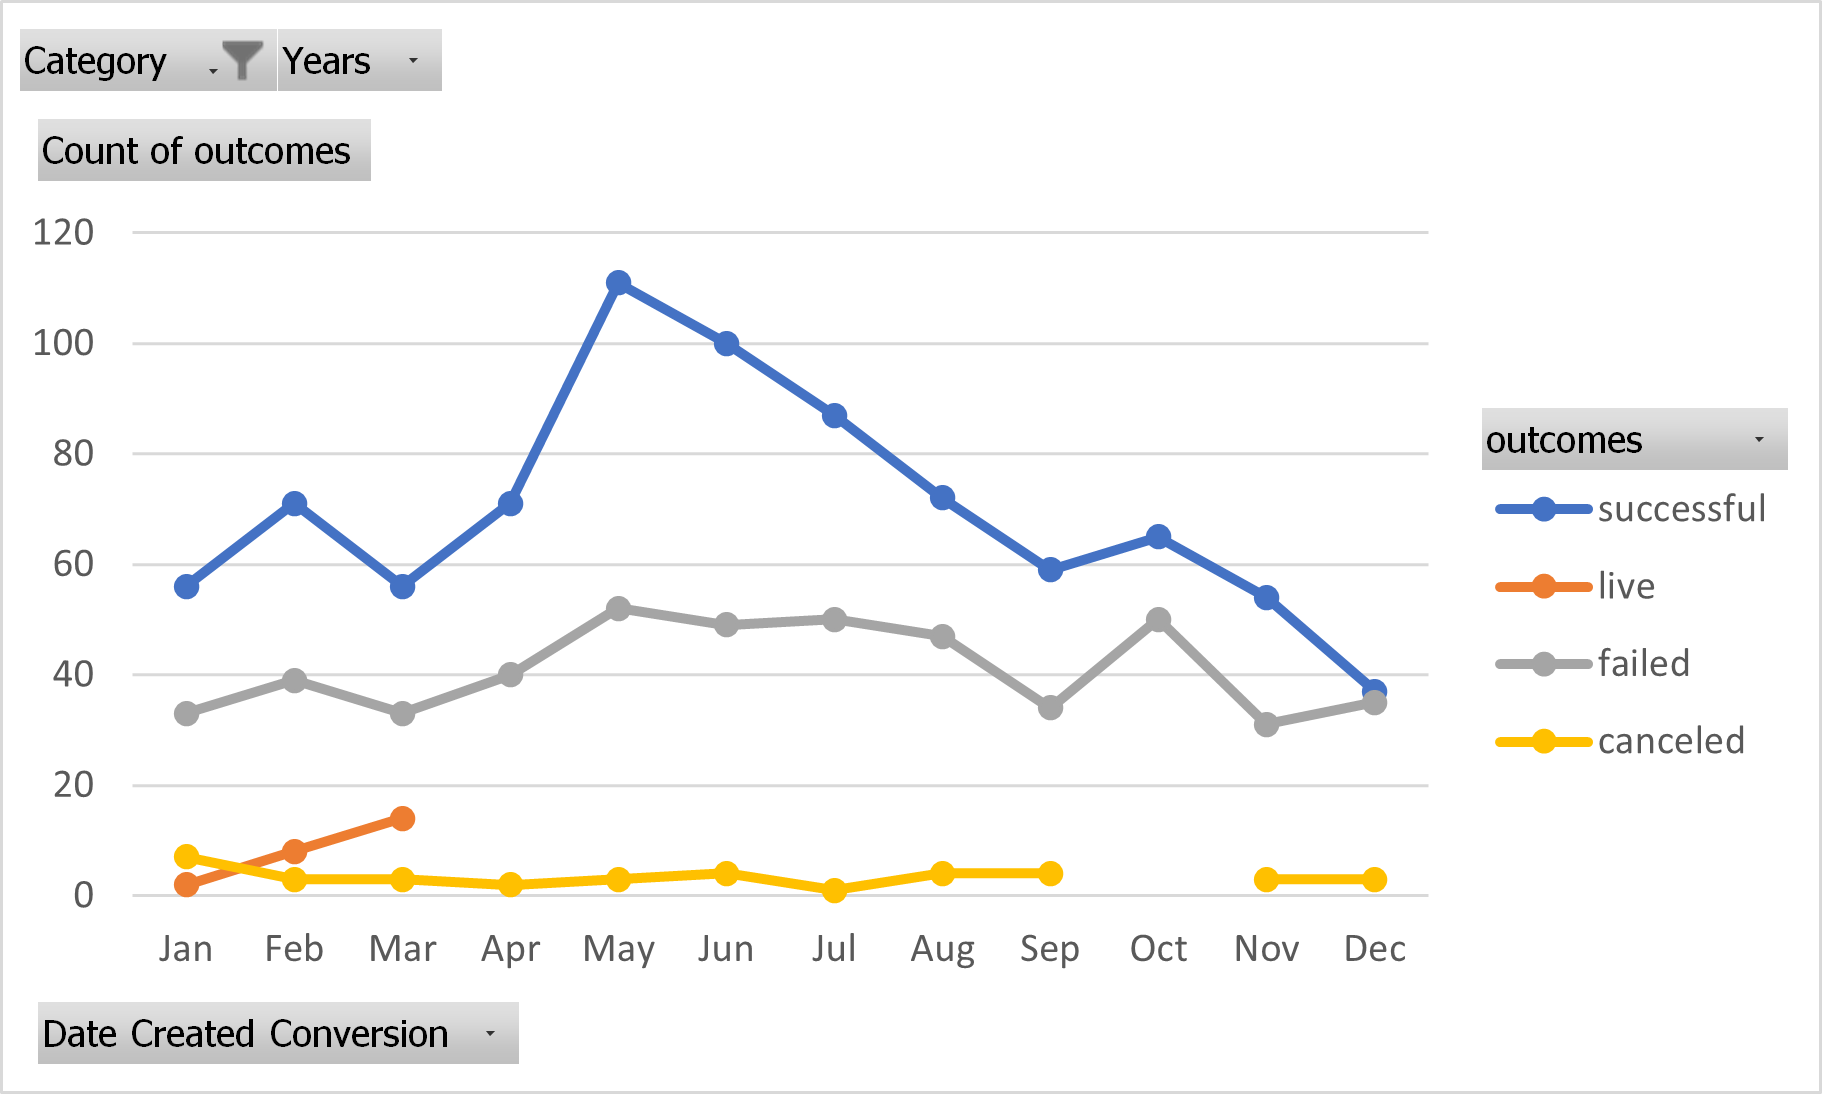 Category Years
Count of outcomes
120
100
80
60
40
20
0
Jan Feb Mar Apr May Jun Jul Aug Sep Oct Nov Dec
outcomes
successful
live
failed
canceled
Date Created Conversion